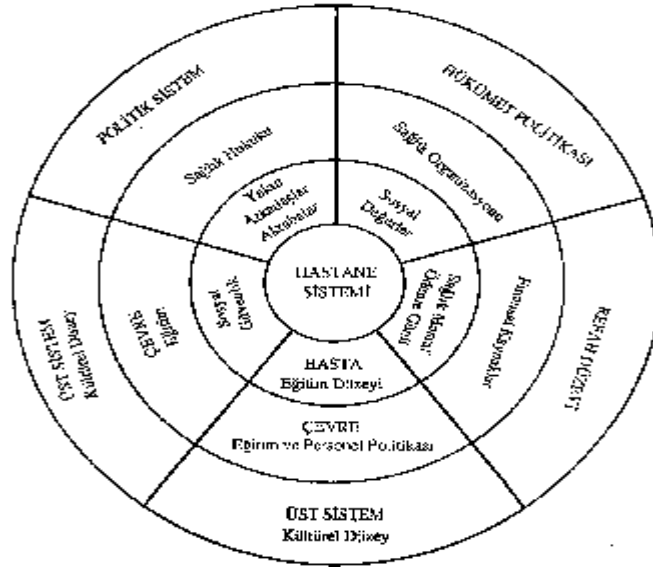 POLİTİK SİSTEM
HÜKÜMET POLİTİKASI
Sağlık Hukuku
Sağlık Organizasyonu
Yakın
Arkadaşlar
Akrabalar
Sosyal
Değerler
HASTANE
SİSTEMİ
ÜST SİSTEM
Kültürel Düzey
ÇEVRE
Eğitim
Sosyal
Güvenlik
Sağlık
Ödeme Gücü
Finansal Kaynaklar
REFAH DÜZEYİ
HASTA
Eğitim Düzeyi
ÇEVRE
Eğitim ve Personel Politikası
ÜST SİSTEM
Kültürel Düzey